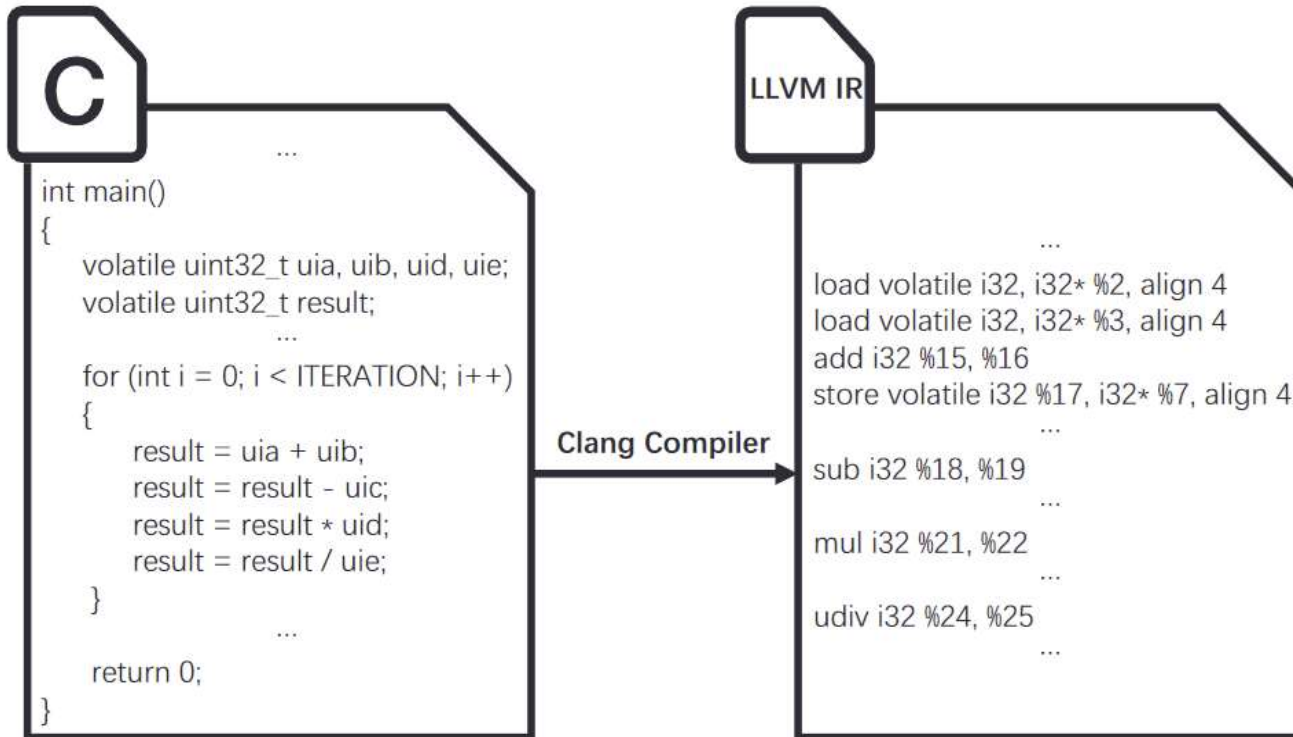 C
...
int main()
{
volatile uint32_t uia, uib, uid, uie;
volatile uint32_t result;
...
for (int i = 0; i < ITERATION; i++)
{
result = uia + uib;
result = result - uic;
result = result * uid;
result = result / uie;
}
...
return 0;
}
Clang Compiler
LLVM IR
...
load volatile i32, i32* %2, align 4
load volatile i32, i32* %3, align 4
add i32 %15, %16
store volatile i32 %17, i32* %7, align 4
...
sub i32 %18, %19
...
mul i32 %21, %22
...
udiv i32 %24, %25
...